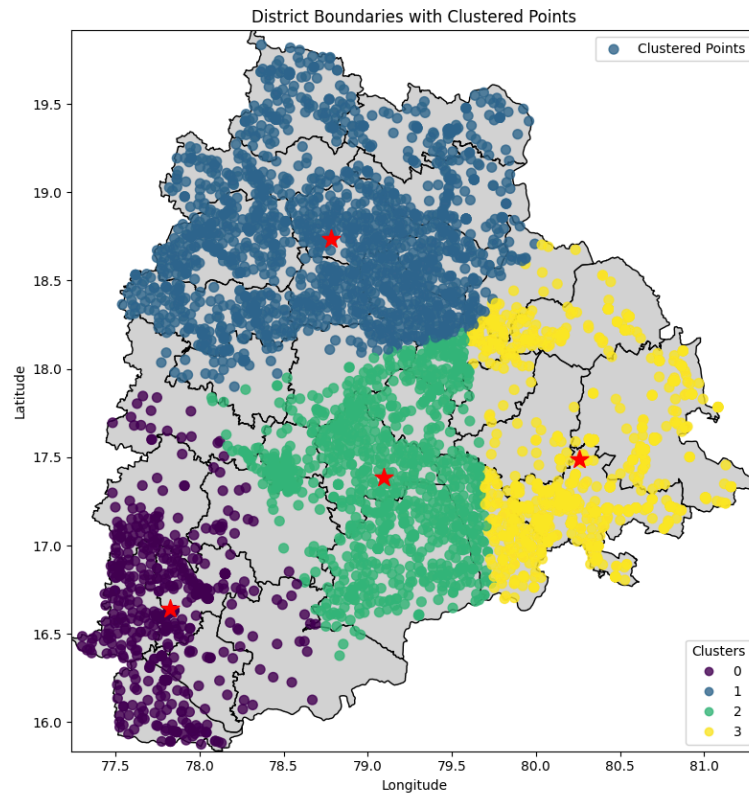 District Boundaries with Clustered Points
Clustered Points
19.5
19.0
18.5
18.0
17.5
17.0
16.5
16.0
Latitude
Clusters
0
1
2
3
77.5 78.0 78.5 79.0 79.5 80.0 80.5 81.0
Longitude